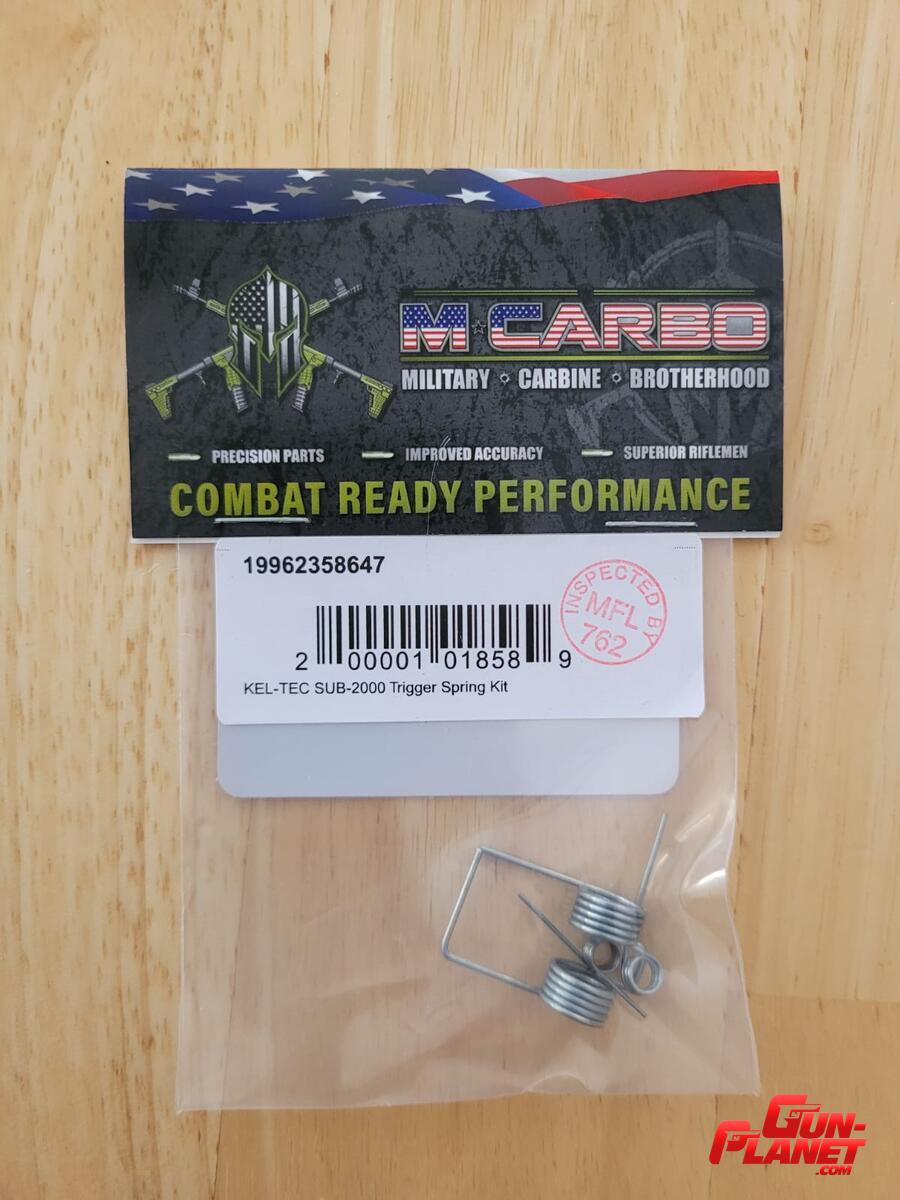 M★CARBO
MILITARY ⌖ CARBINE ⌖ BROTHERHOOD
PRECISION PARTS IMPROVED ACCURACY SUPERIOR RIFLEMEN
COMBAT READY PERFORMANCE
19962358647
INSPECTED BY
MFL
762
2 00001 01858 9
KEL-TEC SUB-2000 Trigger Spring Kit
GUN-
PLANET
.COM